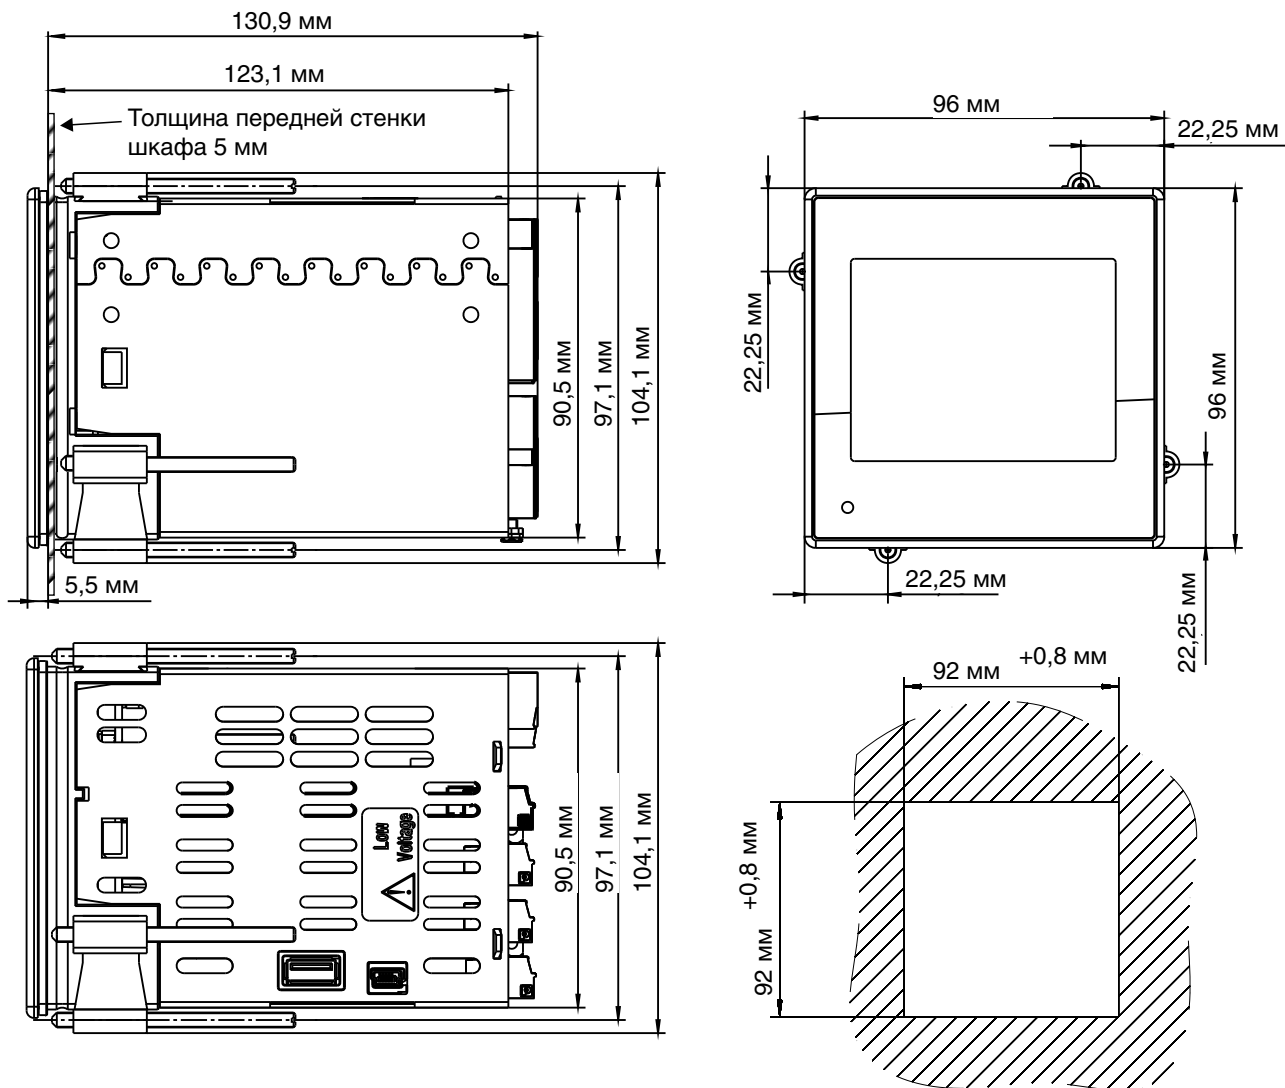 130,9 мм
123,1 мм
Толщина передней стенки
шкафа 5 мм
90,5 мм
97,1 мм
104,1 мм
5,5 мм
96 мм
22,25 мм
22,25 мм
96 мм
22,25 мм
22,25 мм
90,5 мм
97,1 мм
104,1 мм
Low
Voltage
+0,8 мм
92 мм
+0,8 мм
92 мм